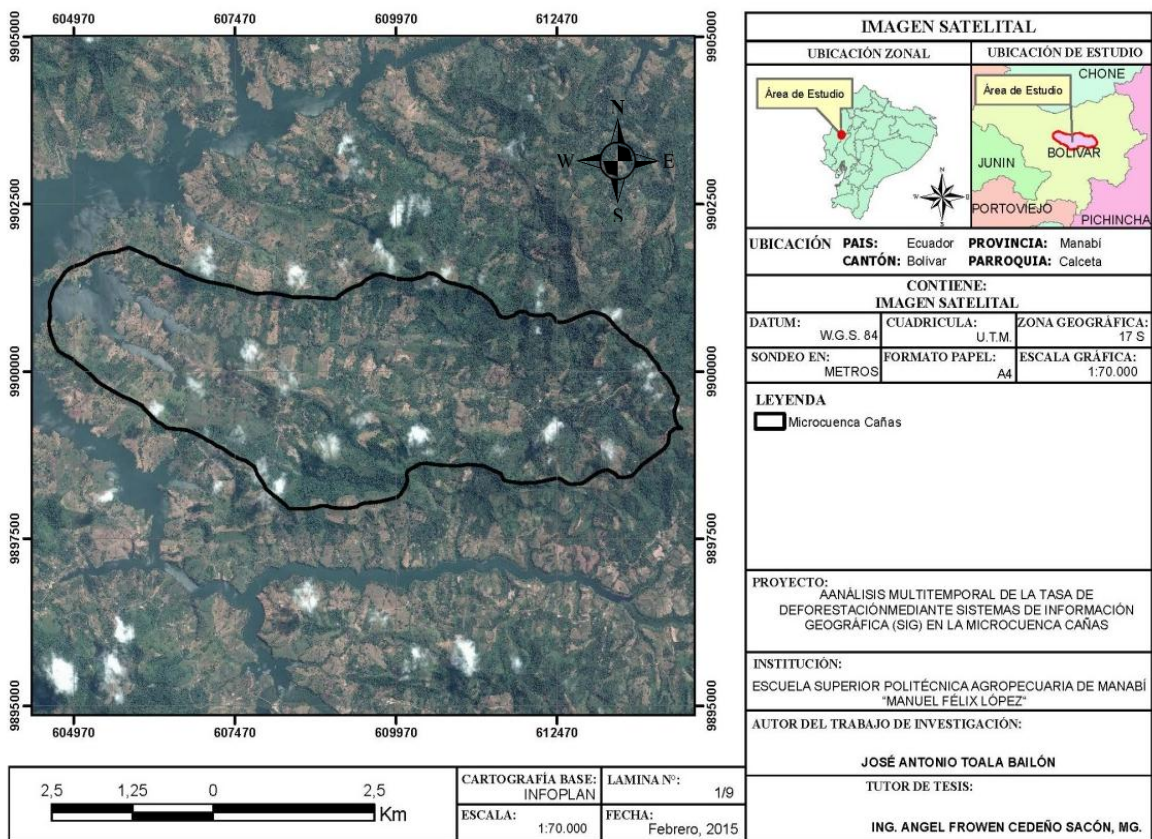 604970 607470 609970 612470
9905000 9905000
9902500 9902500
9900000 9900000
9897500 9897500
9895000 9895000
N
W E
S
604970 607470 609970 612470
IMAGEN SATELITAL
UBICACIÓN ZONAL
Área de Estudio
N
W E
S
UBICACIÓN DE ESTUDIO
CHONE
Área de Estudio
BOLIVAR
JUNIN
PORTOVIEJO
PICHINCHA
UBICACIÓN PAIS: Ecuador PROVINCIA: Manabí
CANTÓN: Bolivar PARROQUIA: Calceta
CONTIENE:
IMAGEN SATELITAL
DATUM: W.G.S. 84
CUADRICULA: U.T.M.
ZONA GEOGRÁFICA: 17 S
SONDEO EN: METROS
FORMATO PAPEL: A4
ESCALA GRÁFICA: 1:70.000
LEYENDA
Microcuenca Cañas
PROYECTO:
AANÁLISIS MULTITEMPORAL DE LA TASA DE
DEFORESTACIÓNMEDIANTE SISTEMAS DE INFORMACIÓN
GEOGRÁFICA (SIG) EN LA MICROCUENCA CAÑAS
INSTITUCIÓN:
ESCUELA SUPERIOR POLITÉCNICA AGROPECUARIA DE MANABÍ
"MANUEL FÉLIX LÓPEZ"
AUTOR DEL TRABAJO DE INVESTIGACIÓN:
JOSÉ ANTONIO TOALA BAILÓN
TUTOR DE TESIS:
ING. ANGEL FROWEN CEDEÑO SACÓN, MG.
2,5 1,25 0 2,5
Km
CARTOGRAFÍA BASE: INFOPLAN
LAMINA N°: 1/9
ESCALA: 1:70.000
FECHA: Febrero, 2015